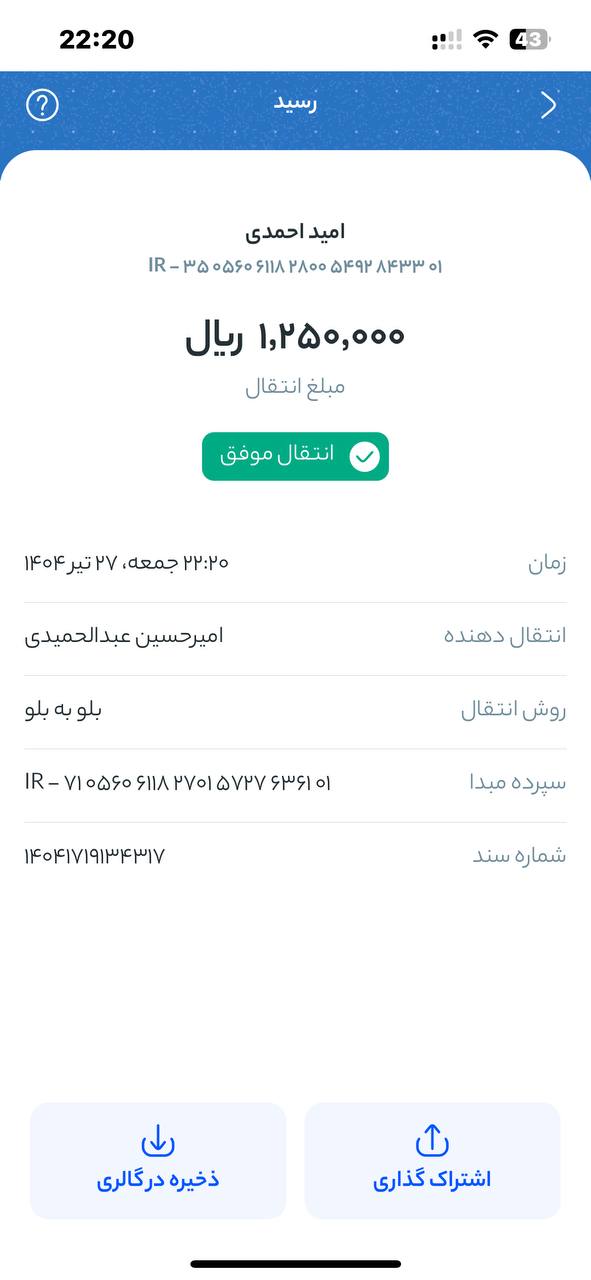 22:20
43
رسید
امید احمدی
IR – ۳۵ ۰۵۶۰ ۶۱۱۸ ۲۸۰۰ ۵۴۹۲ ۸۴۳۳ ۰۱
۱,۲۵۰,۰۰۰ ریال
مبلغ انتقال
انتقال موفق
زمان ۲۲:۲۰ جمعه، ۲۷ تیر ۱۴۰۴
انتقال دهنده امیرحسین عبدالحمیدی
روش انتقال بلو به بلو
سپرده مبدا IR – ۷۱ ۰۵۶۰ ۶۱۱۸ ۲۷۰۱ ۵۷۲۷ ۶۳۶۱ ۰۱
شماره سند ۱۴۰۴۱۷۱۹۱۳۴۳۱۷
اشتراک گذاری
ذخیره در گالری